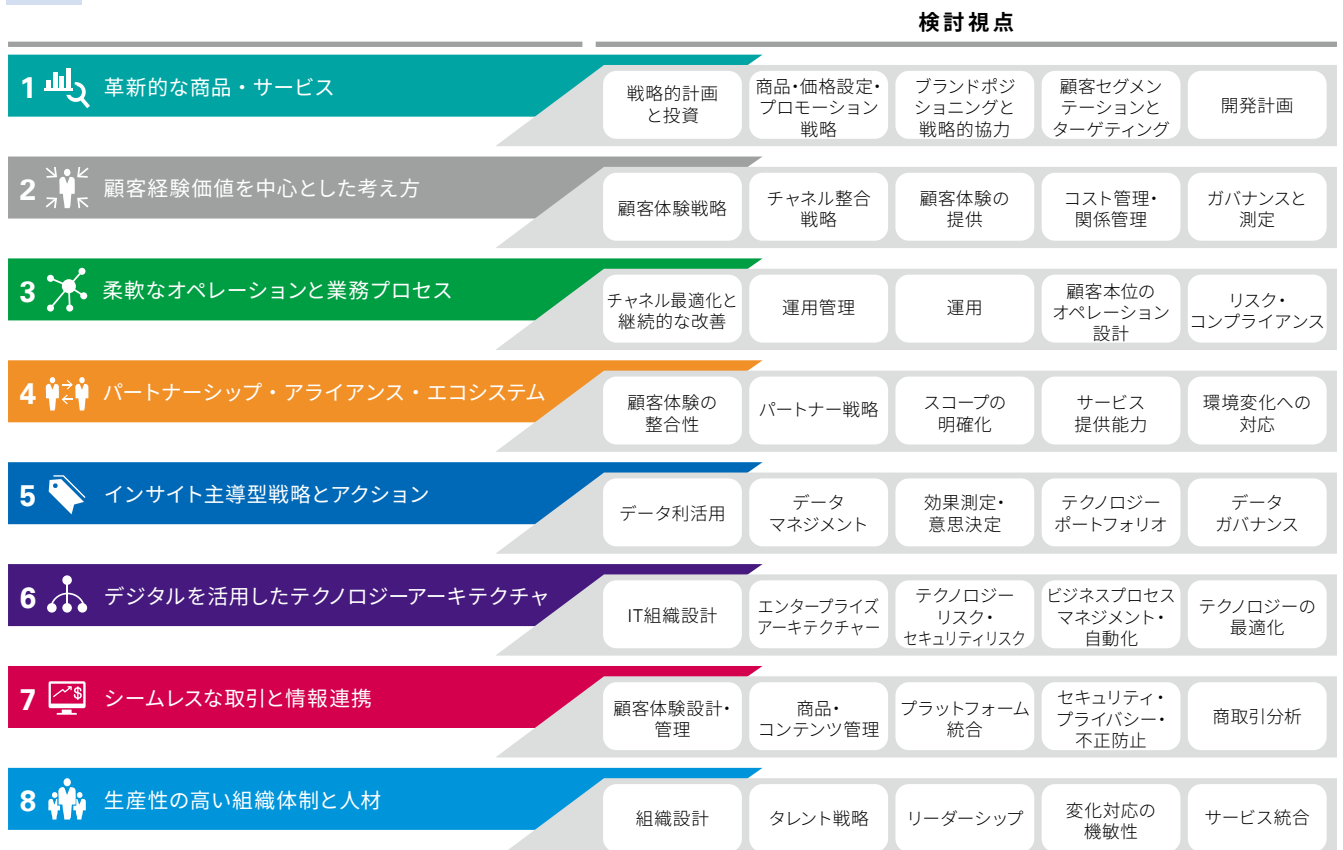 検討視点
1 革新的な商品・サービス
戦略的計画
と投資
商品・価格設定・
プロモーション
戦略
ブランドポジ
ショニングと
戦略的協力
顧客セグメン
テーションと
ターゲティング
開発計画
2 顧客経験価値を中心とした考え方
顧客体験戦略
チャネル整合
戦略
顧客体験の
提供
コスト管理・
関係管理
ガバナンスと
測定
3 柔軟なオペレーションと業務プロセス
チャネル最適化と
継続的な改善
運用管理
運用
顧客本位の
オペレーション
設計
リスク・
コンプライアンス
4 パートナーシップ・アライアンス・エコシステム
顧客体験の
整合性
パートナー戦略
スコープの
明確化
サービス
提供能力
環境変化への
対応
5 インサイト主導型戦略とアクション
データ利活用
データ
マネジメント
効果測定・
意思決定
テクノロジー
ポートフォリオ
データ
ガバナンス
6 デジタルを活用したテクノロジーアーキテクチャ
IT組織設計
エンタープライズ
アーキテクチャー
テクノロジー
リスク・
セキュリティリスク
ビジネスプロセス
マネジメント・
自動化
テクノロジーの
最適化
7 シームレスな取引と情報連携
$
顧客体験設計・
管理
商品・
コンテンツ管理
プラットフォーム
統合
セキュリティ・
プライバシー・
不正防止
商取引分析
8 生産性の高い組織体制と人材
組織設計
タレント戦略
リーダーシップ
変化対応の
機敏性
サービス統合